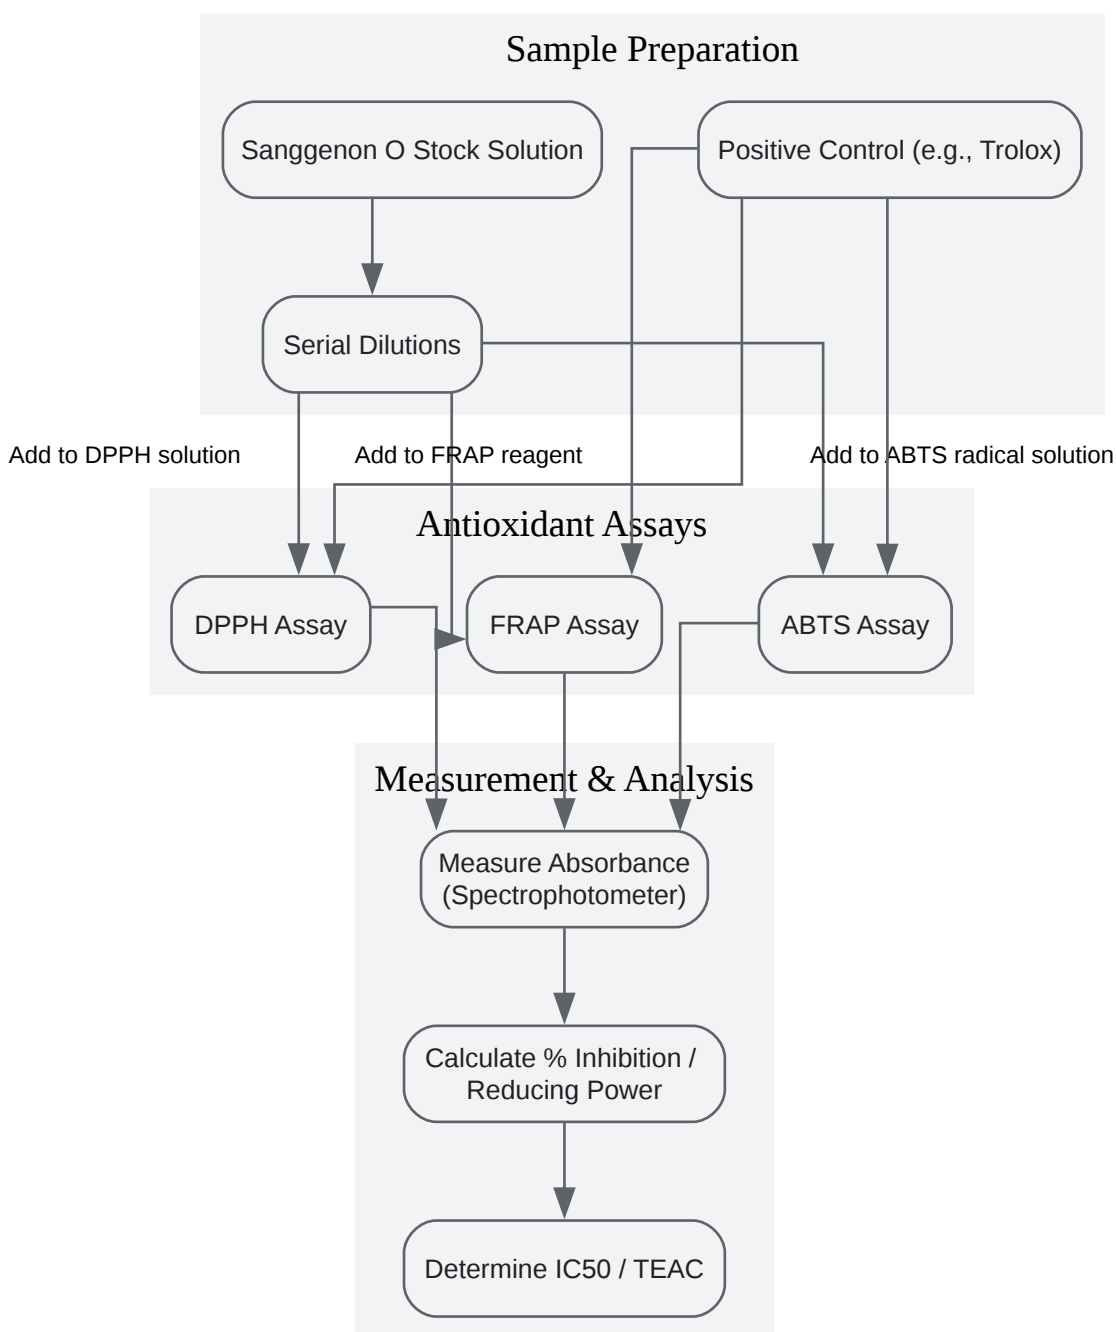 Sample Preparation
Sanggenon O Stock Solution
Positive Control (e.g., Trolox)
Serial Dilutions
Add to DPPH solution
Add to FRAP reagent
Add to ABTS radical solution
Antioxidant Assays
DPPH Assay
FRAP Assay
ABTS Assay
Measurement & Analysis
Measure Absorbance
(Spectrophotometer)
Calculate % Inhibition /
Reducing Power
Determine IC50 / TEAC